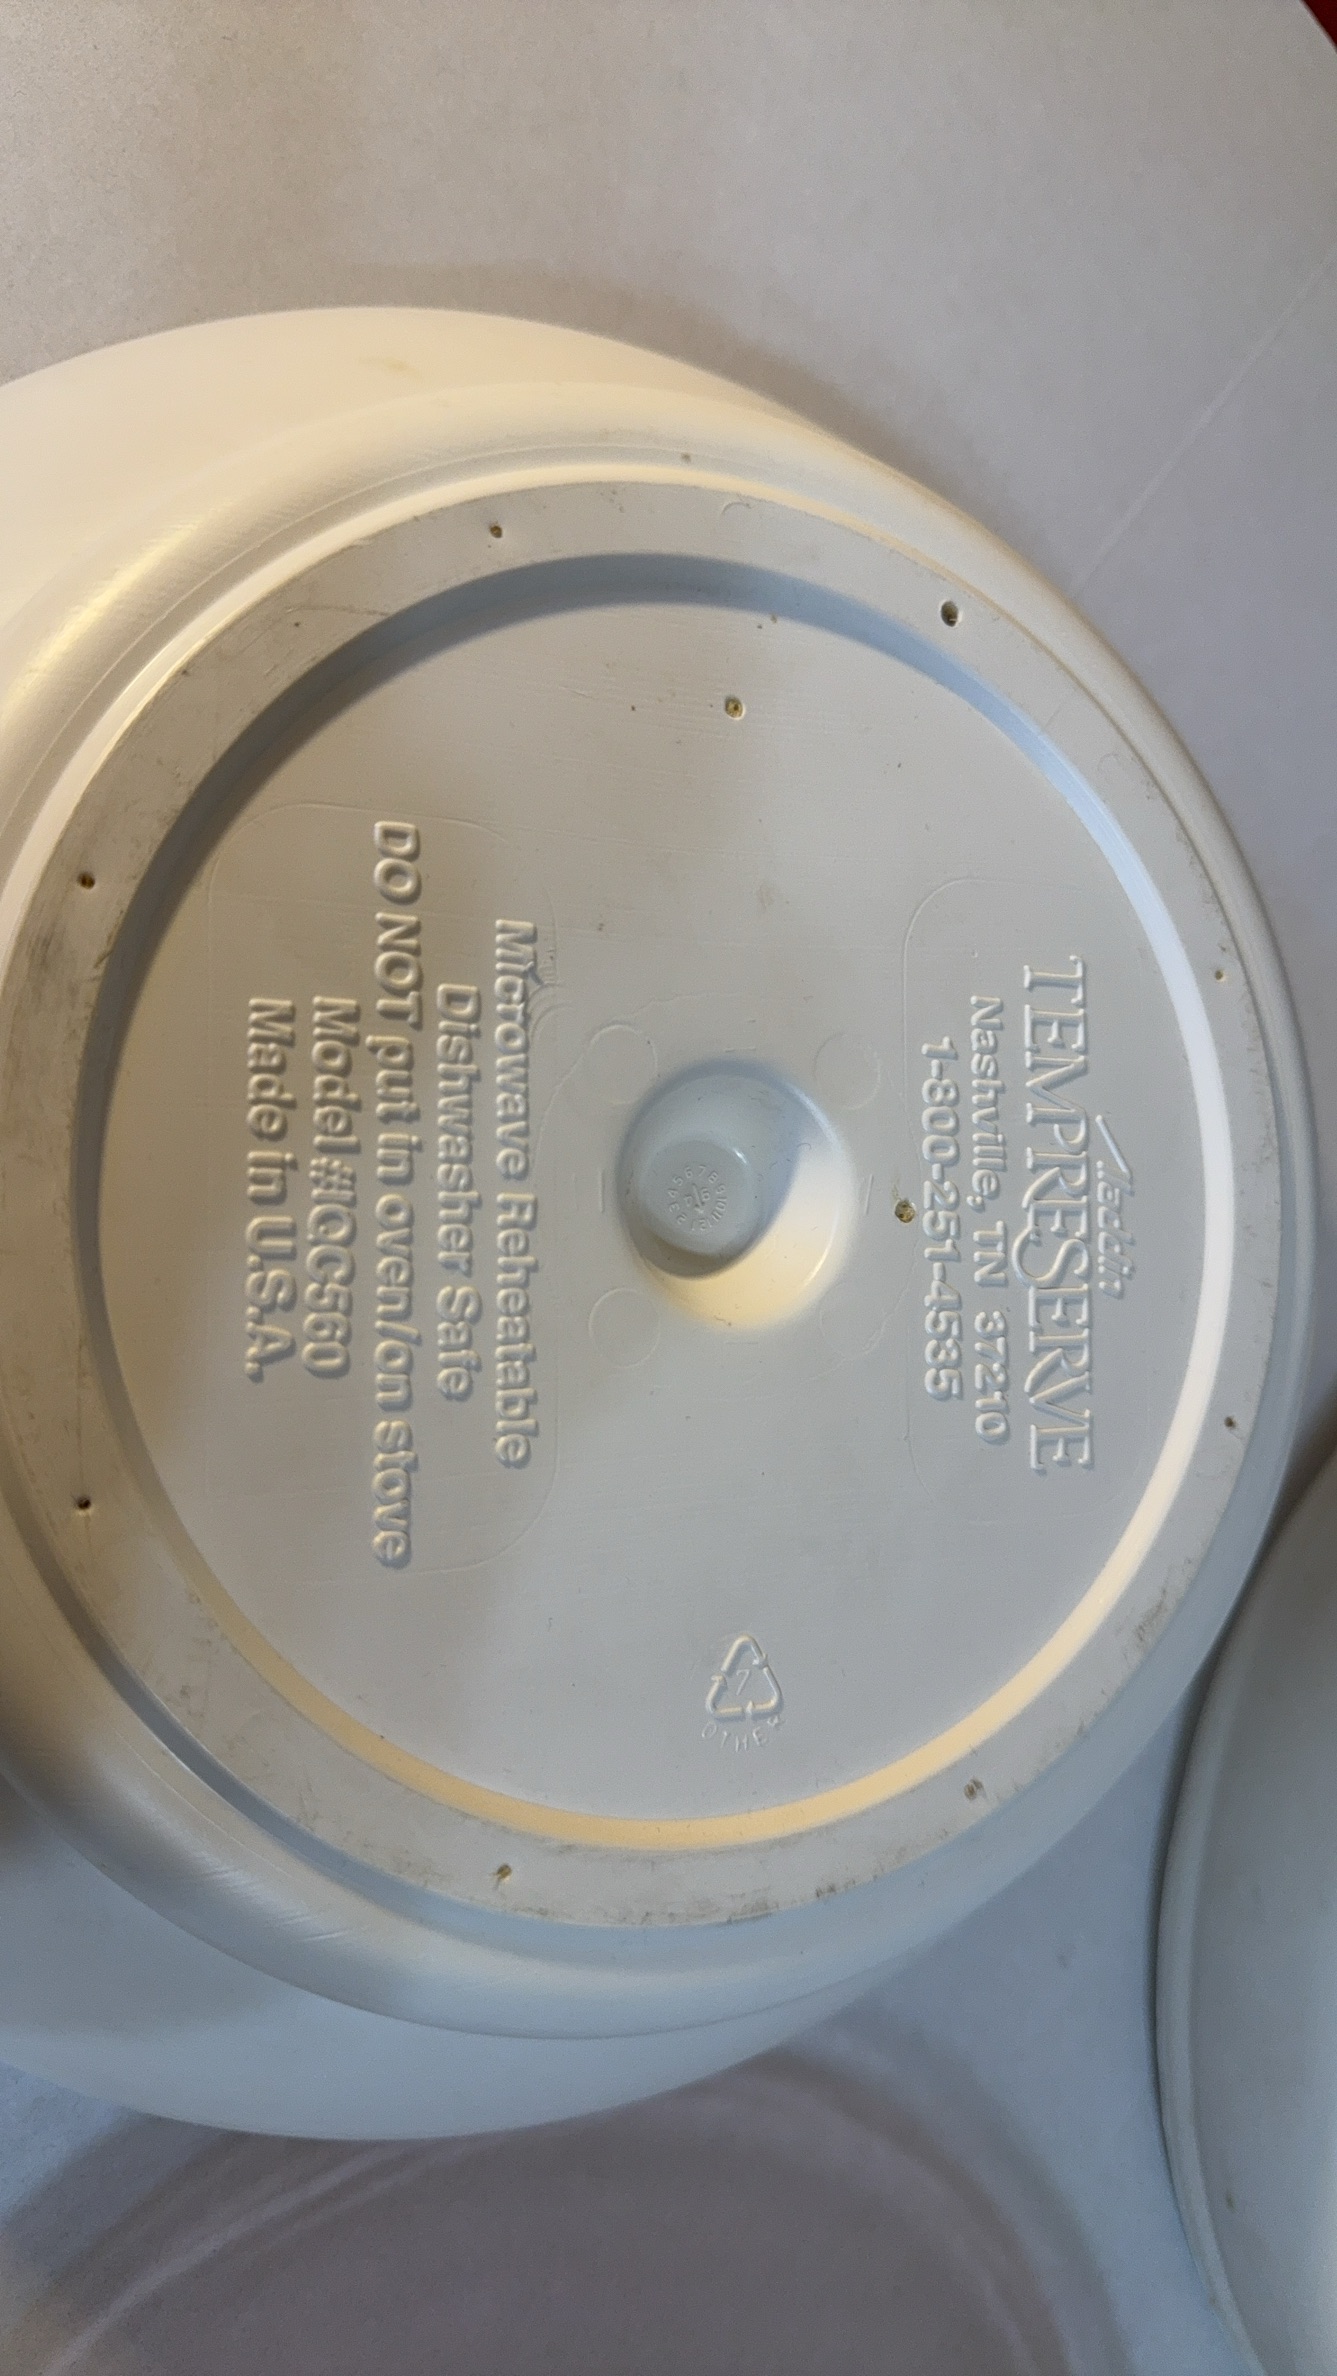 Aladdin
TEMPRESERVE
Nashville, TN 37210
1-800-251-4535
Microwave Reheatable
Dishwasher Safe
DO NOT put in oven/on stove
Model #IQC560
Made in U.S.A.
7
OTHER